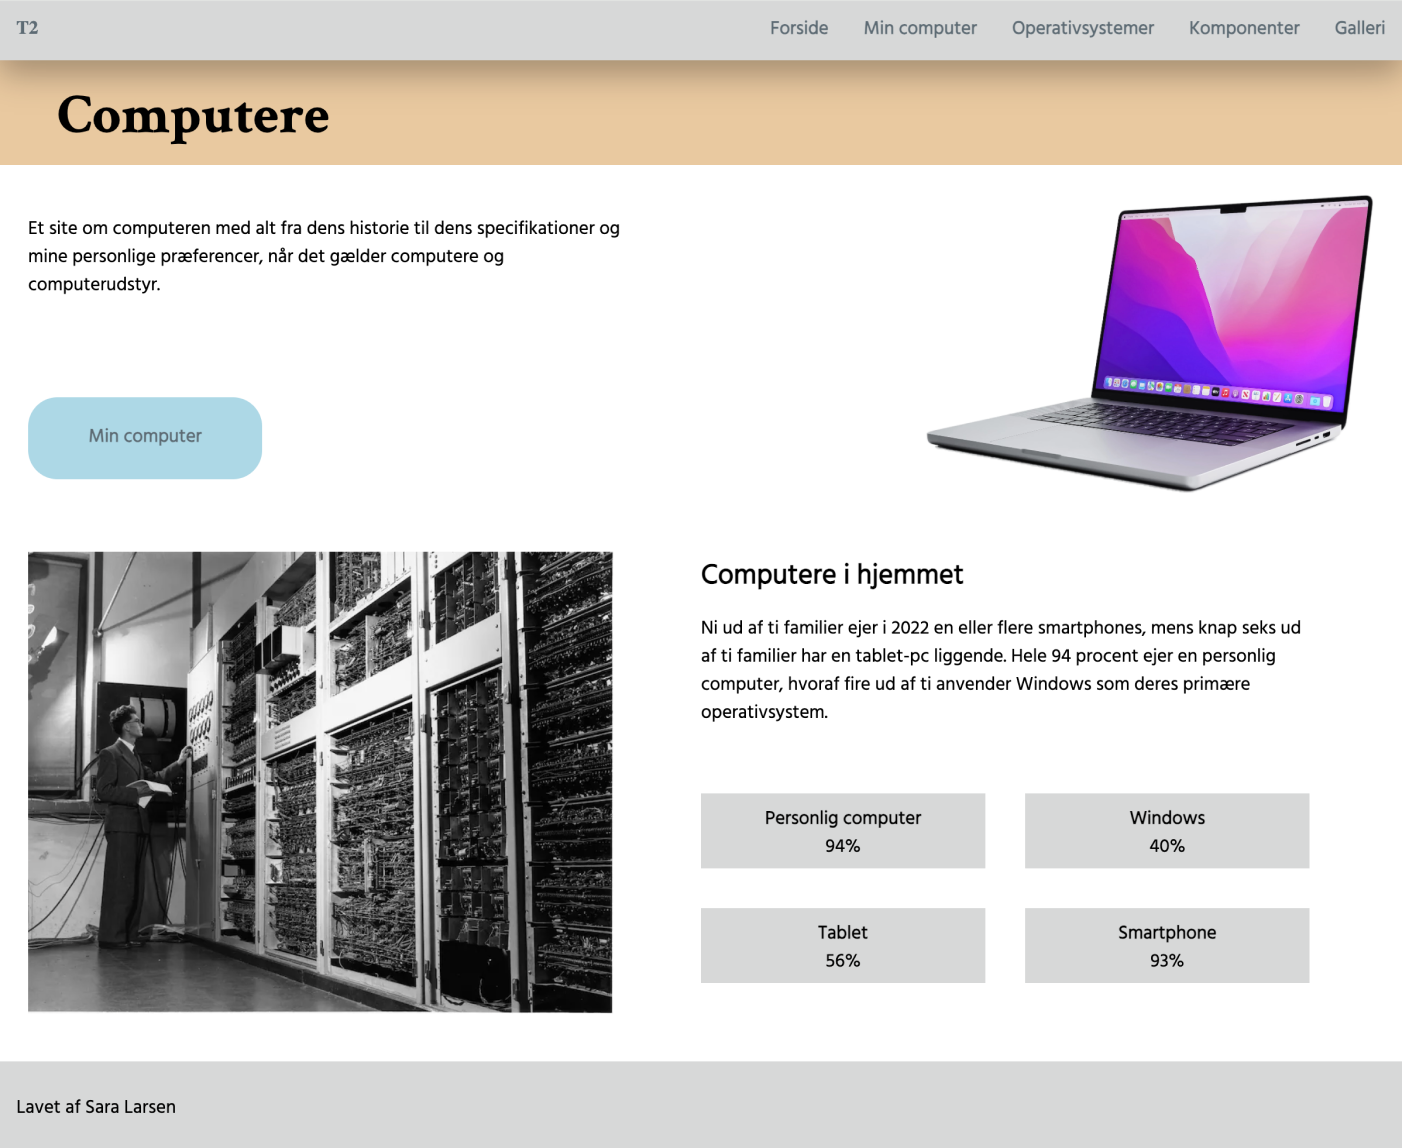 T2
Forside Min computer Operativsystemer Komponenter Galleri
Computere
Et site om computeren med alt fra dens historie til dens specifikationer og
mine personlige præferencer, når det gælder computere og
computerudstyr.
Min computer
Computere i hjemmet
Ni ud af ti familier ejer i 2022 en eller flere smartphones, mens knap seks ud
af ti familier har en tablet-pc liggende. Hele 94 procent ejer en personlig
computer, hvoraf fire ud af ti anvender Windows som deres primære
operativsystem.
Personlig computer
94%
Windows
40%
Tablet
56%
Smartphone
93%
Lavet af Sara Larsen